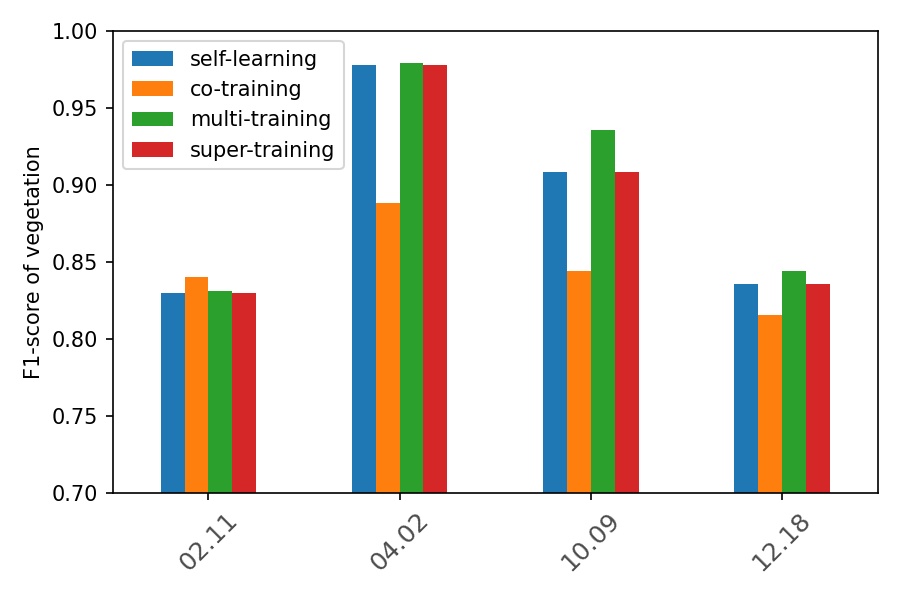 F1-score of vegetation
1.00
0.95
0.90
0.85
0.80
0.75
0.70
self-learning
co-training
multi-training
super-training
02.11
04.02
10.09
12.18